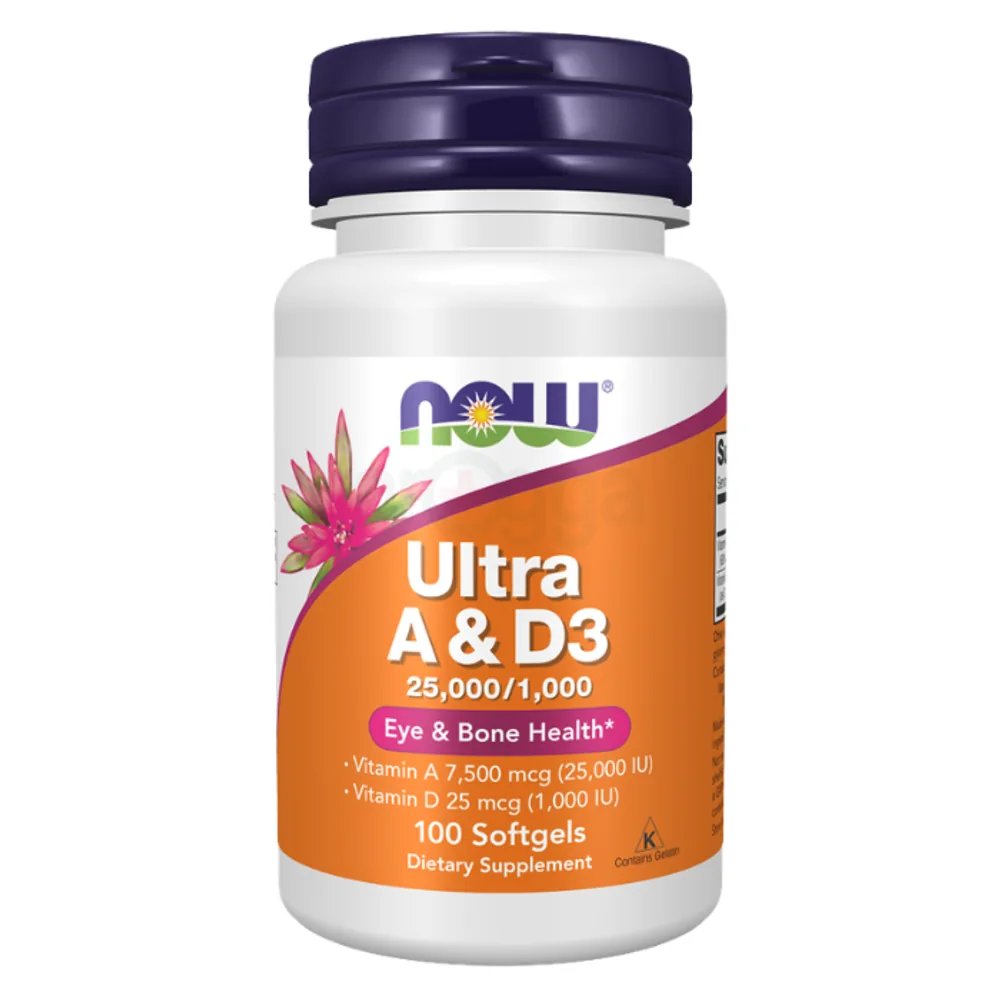 NOW®
Ultra
A & D3
25,000/1,000
Eye & Bone Health*
• Vitamin A 7,500 mcg (25,000 IU)
• Vitamin D 25 mcg (1,000 IU)
100 Softgels
Dietary Supplement
K
Contains Gelatin